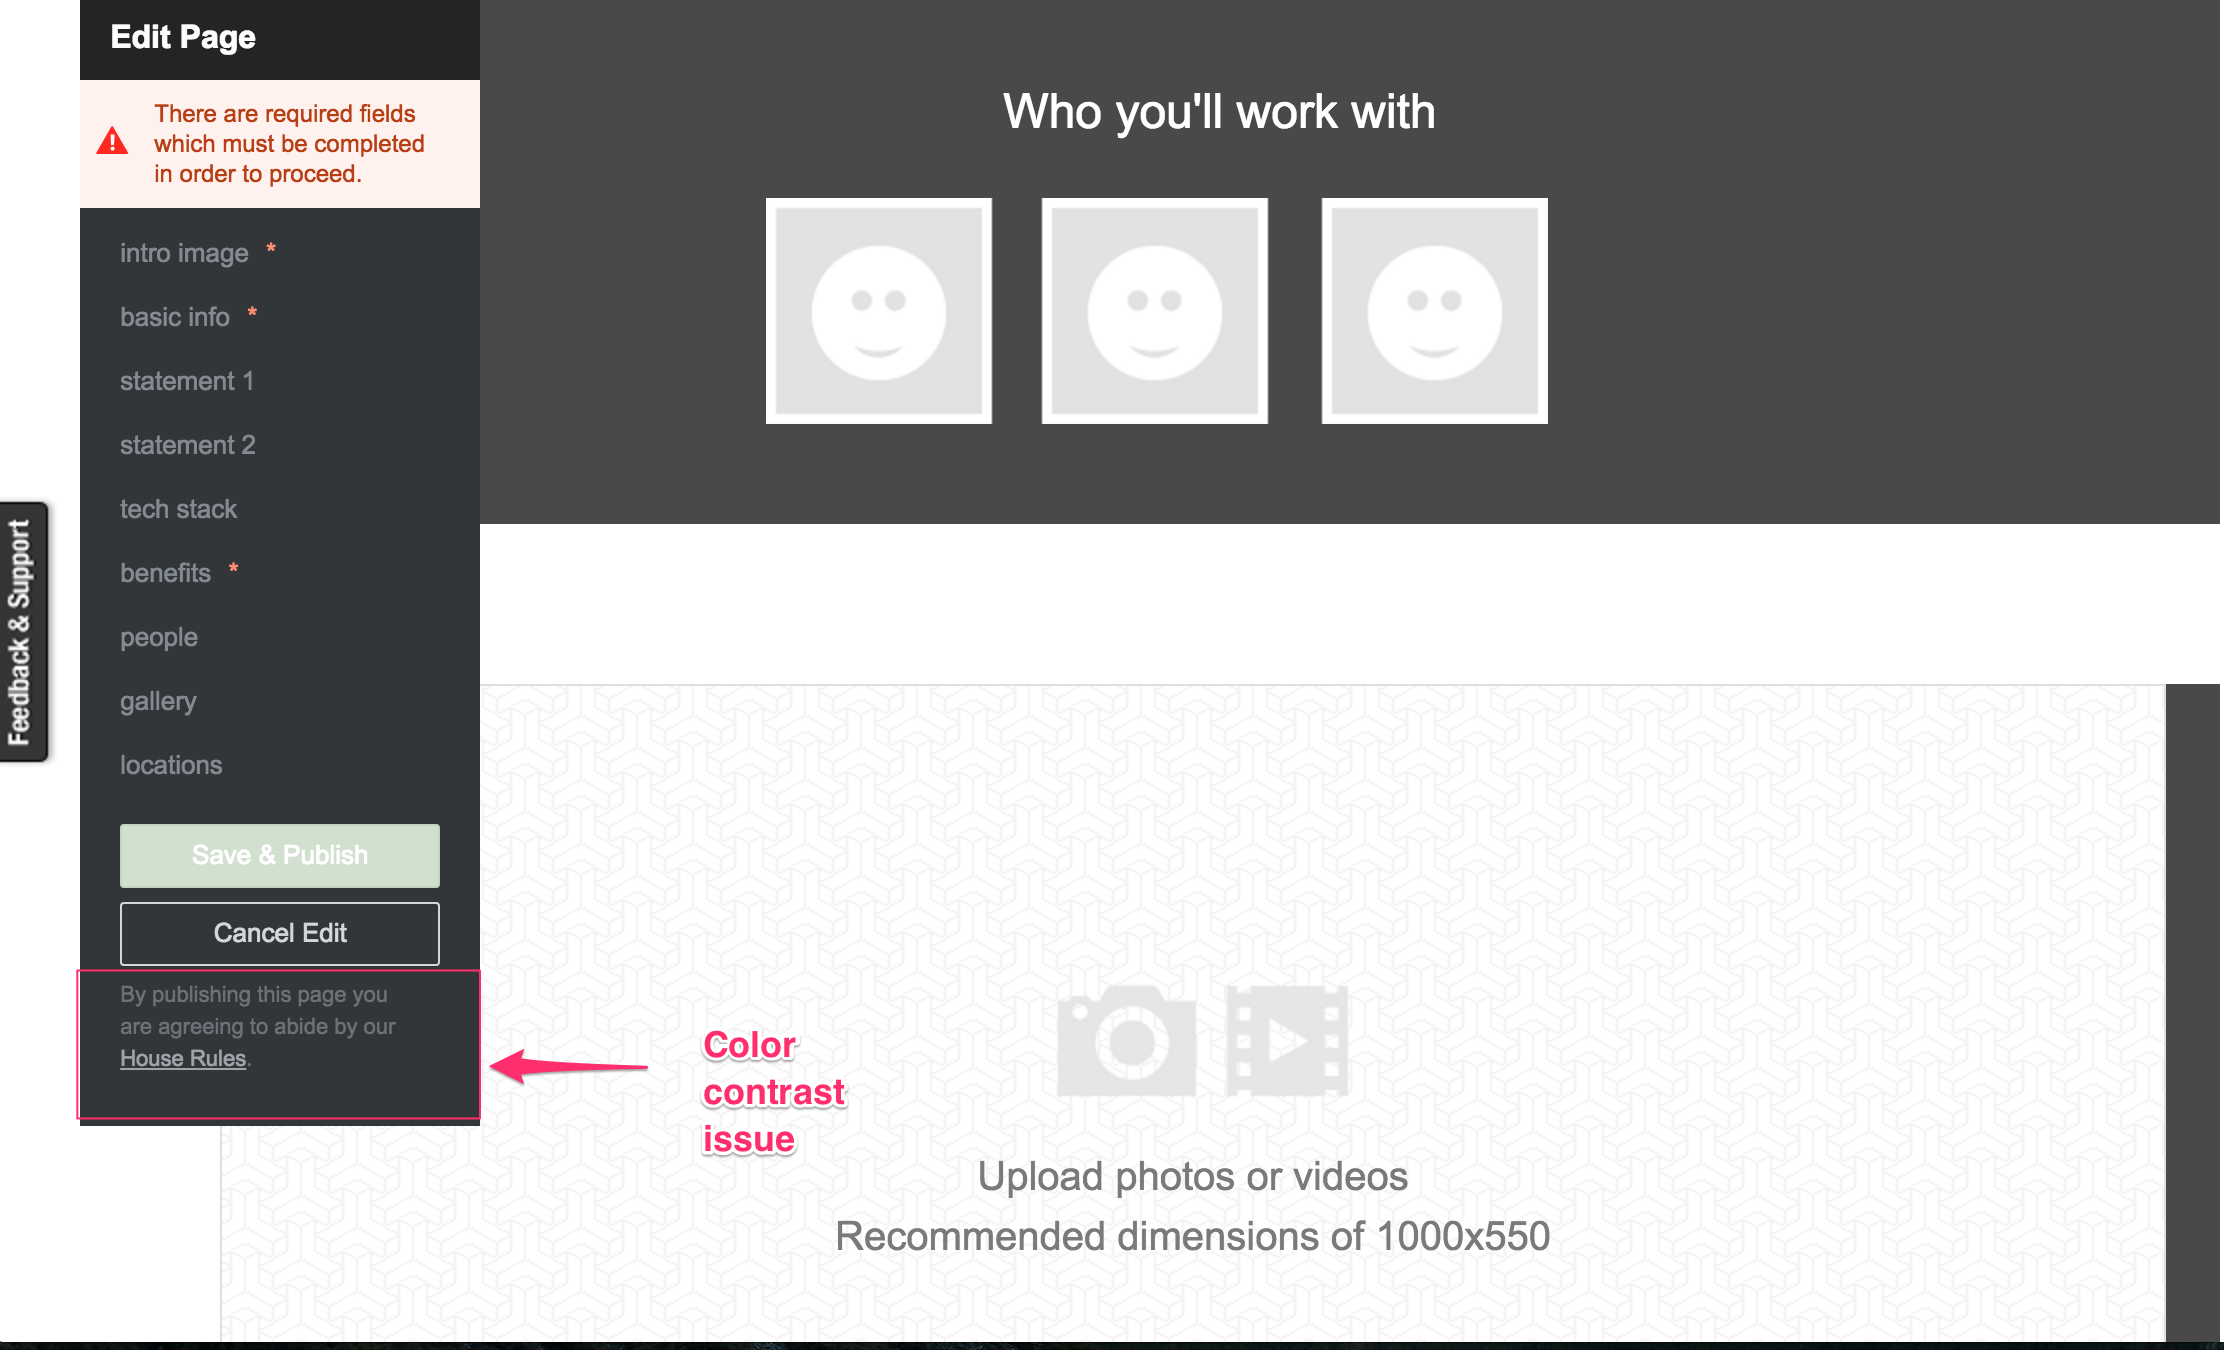 Edit Page
There are required fields
which must be completed
in order to proceed.
intro image *
basic info *
statement 1
statement 2
tech stack
benefits *
people
gallery
locations
Save & Publish
Cancel Edit
By publishing this page you
are agreeing to abide by our
House Rules.
Feedback & Support
Who you'll work with
Color
contrast
issue
Upload photos or videos
Recommended dimensions of 1000x550